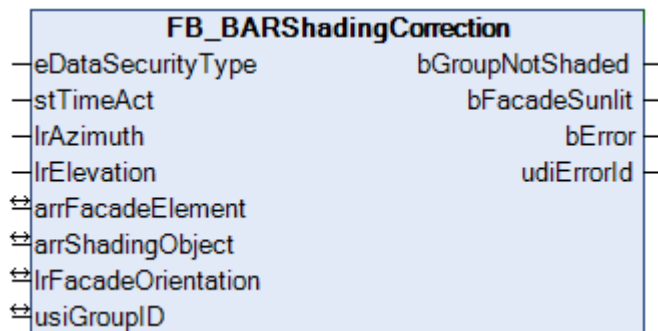 FB_BARShadingCorrection
eDataSecurityType bGroupNotShaded
stTimeAct bFacadeSunlit
lrAzimuth bError
lrElevation udiErrorId
arrFacadeElement
arrShadingObject
lrFacadeOrientation
usiGroupID